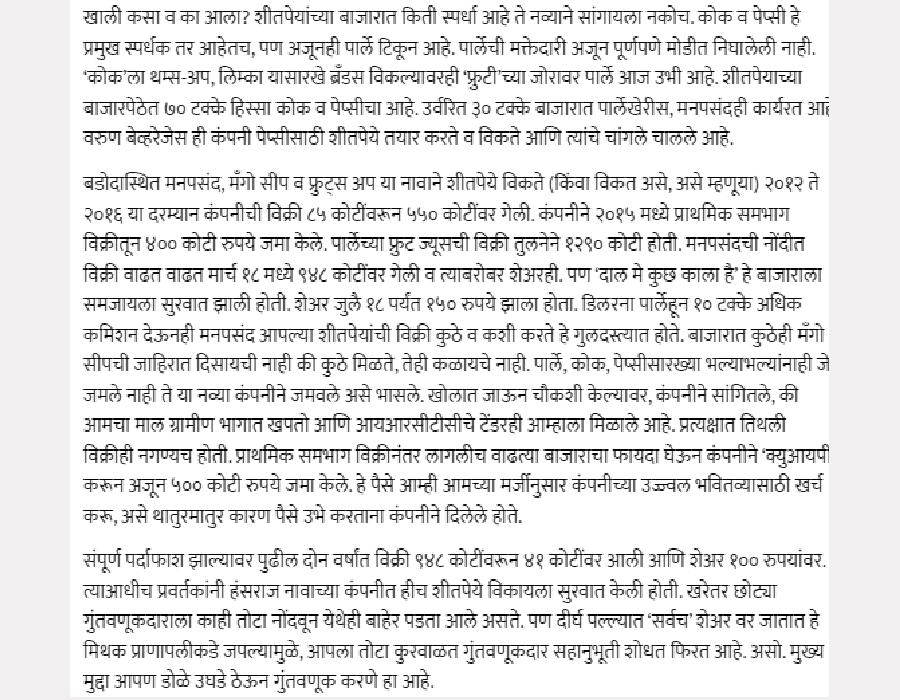 खाली कसा व का आला? शीतपेयांच्या बाजारात किती स्पर्धा आहे ते नव्याने सांगायला नकोच. कोक व पेप्सी हे
प्रमुख स्पर्धक तर आहेतच, पण अजूनही पार्ले टिकून आहे. पार्लेची मक्तेदारी अजून पूर्णपणे मोडीत निघालेली नाही.
'कोक'ला थम्स-अप, लिम्का यासारखे ब्रँडस विकल्यावरही 'फ्रुटी'च्या जोरावर पार्ले आज उभी आहे. शीतपेयाच्या
बाजारपेठेत ७० टक्के हिस्सा कोक व पेप्सीचा आहे. उर्वरित ३० टक्के बाजारात पार्लेखेरीस, मनपसंदही कार्यरत आहे
वरुण बेव्हरेजेस ही कंपनी पेप्सीसाठी शीतपेये तयार करते व विकते आणि त्यांचे चांगले चालले आहे.
बडोदास्थित मनपसंद, मँगो सीप व फ्रुट्स अप या नावाने शीतपेये विकते (किंवा विकत असे, असे म्हणूया) २०१२ ते
२०१६ या दरम्यान कंपनीची विक्री ८५ कोटींवरून ५५० कोटींवर गेली. कंपनीने २०१५ मध्ये प्राथमिक समभाग
विक्रीतून ४०० कोटी रुपये जमा केले. पार्लेच्या फ्रुट ज्यूसची विक्री तुलनेने १२९० कोटी होती. मनपसंदची नोंदीत
विक्री वाढत वाढत मार्च १८ मध्ये ९४८ कोटींवर गेली व त्याबरोबर शेअरही. पण 'दाल मे कुछ काला है' हे बाजाराला
समजायला सुरवात झाली होती. शेअर जुलै १८ पर्यंत १५० रुपये झाला होता. डिलरना पार्लेहून १० टक्के अधिक
कमिशन देऊनही मनपसंद आपल्या शीतपेयांची विक्री कुठे व कशी करते हे गुलदस्त्यात होते. बाजारात कुठेही मँगो
सीपची जाहिरात दिसायची नाही की कुठे मिळते, तेही कळायचे नाही. पार्ले, कोक, पेप्सीसारख्या भल्याभल्यांनाही जे
जमले नाही ते या नव्या कंपनीने जमवले असे भासले. खोलात जाऊन चौकशी केल्यावर, कंपनीने सांगितले, की
आमचा माल ग्रामीण भागात खपतो आणि आयआरसीटीसीचे टेंडरही आम्हाला मिळाले आहे. प्रत्यक्षात तिथली
विक्रीही नगण्यच होती. प्राथमिक समभाग विक्रीनंतर लागलीच वाढत्या बाजाराचा फायदा घेऊन कंपनीने 'क्युआयपी
करून अजून ५०० कोटी रुपये जमा केले. हे पैसे आम्ही आमच्या मर्जीनुसार कंपनीच्या उज्ज्वल भवितव्यासाठी खर्च
करू, असे थातुरमातुर कारण पैसे उभे करताना कंपनीने दिलेले होते.
संपूर्ण पर्दाफाश झाल्यावर पुढील दोन वर्षांत विक्री ९४८ कोटींवरून ४१ कोटींवर आली आणि शेअर १०० रुपयांवर.
त्याआधीच प्रवर्तकांनी हंसराज नावाच्या कंपनीत हीच शीतपेये विकायला सुरवात केली होती. खरेतर छोट्या
गुंतवणूकदाराला काही तोटा नोंदवून येथेही बाहेर पडता आले असते. पण दीर्घ पल्ल्यात 'सर्वच' शेअर वर जातात हे
मिथक प्राणापलीकडे जपल्यामुळे, आपला तोटा कुरवाळत गुंतवणूकदार सहानुभूती शोधत फिरत आहे. असो. मुख्य
मुद्दा आपण डोळे उघडे ठेऊन गुंतवणूक करणे हा आहे.